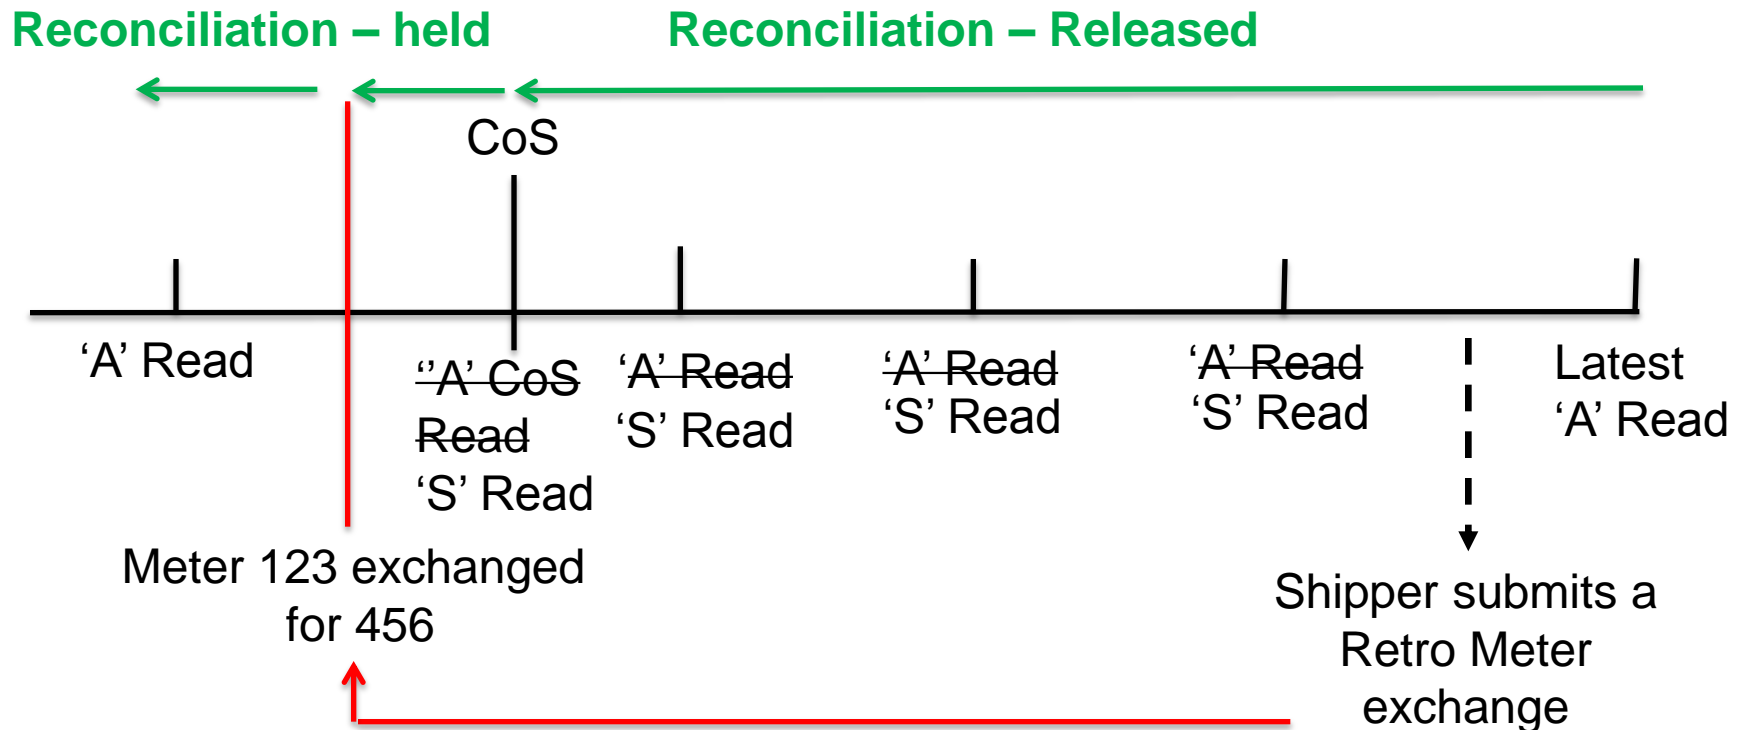 Reconciliation – held
Reconciliation – Released
CoS
‘A’ Read
‘’A’ CoS
Read
‘S’ Read
‘A’ Read
‘S’ Read
‘A’ Read
‘S’ Read
‘A’ Read
‘S’ Read
Latest
‘A’ Read
Meter 123 exchanged
for 456
Shipper submits a
Retro Meter
exchange